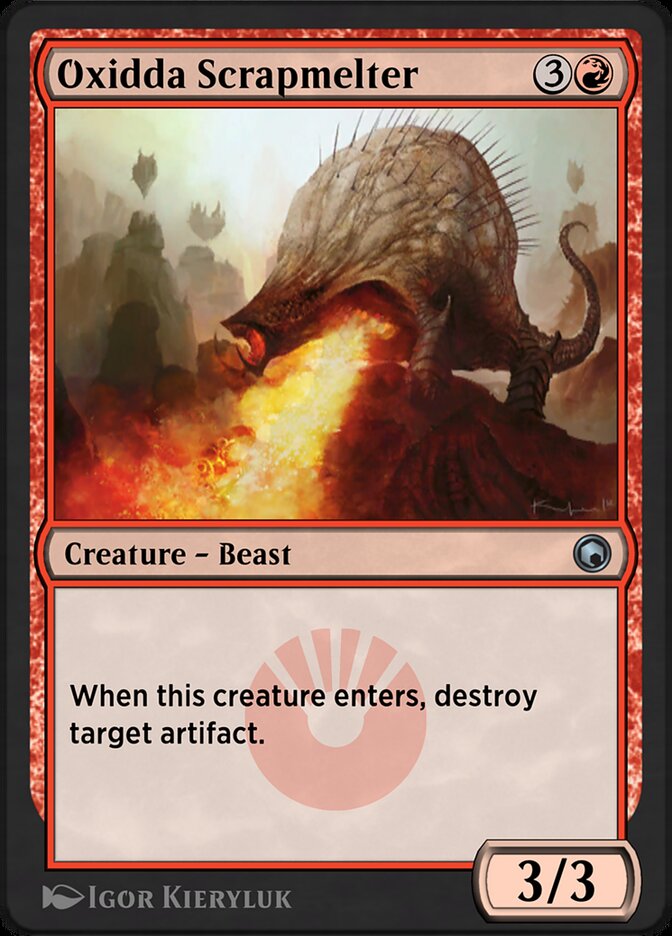 Oxidda Scrapmelter 3
Creature – Beast
When this creature enters, destroy
target artifact.
3/3
Igor Kieryluk